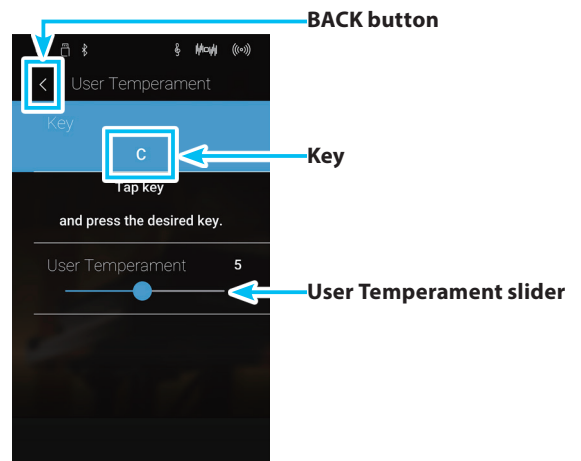 BACK button
User Temperament
Key
C
Key
Tap key
and press the desired key.
User Temperament 5
User Temperament slider